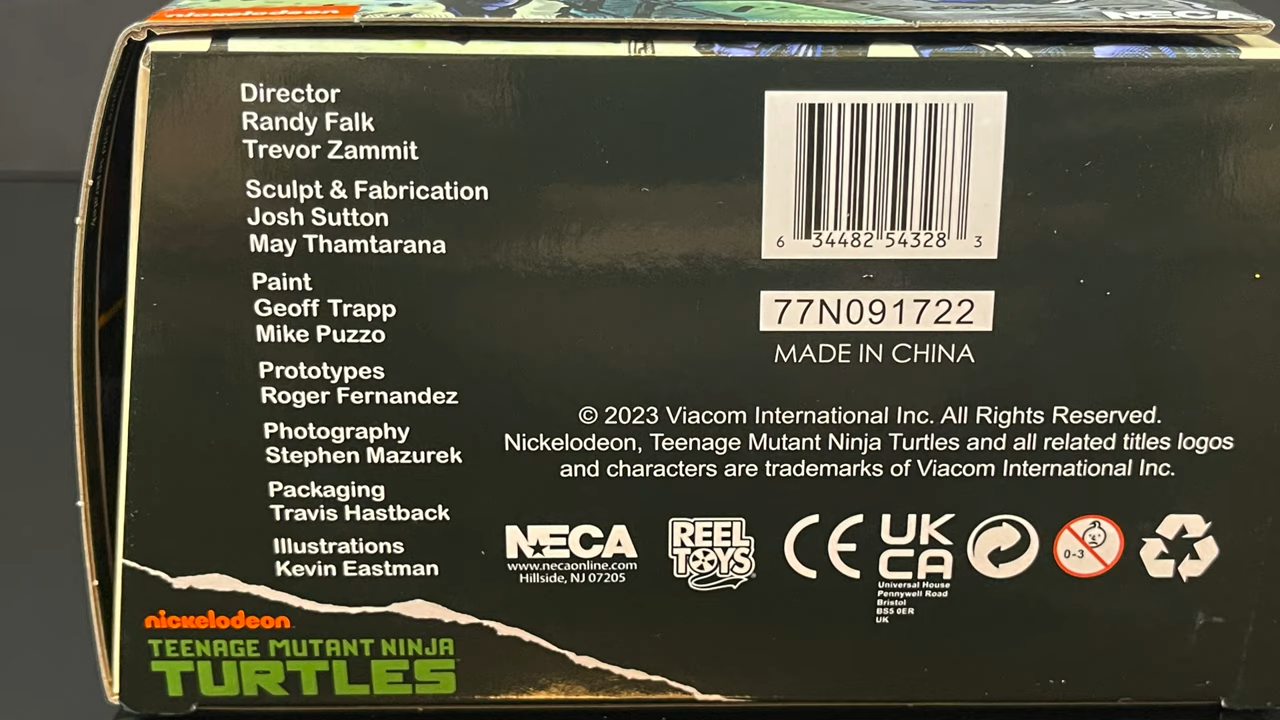 nickelodeon
NECA
Director
Randy Falk
Trevor Zammit
Sculpt & Fabrication
Josh Sutton
May Thamtarana
Paint
Geoff Trapp
Mike Puzzo
Prototypes
Roger Fernandez
Photography
Stephen Mazurek
Packaging
Travis Hastback
Illustrations
Kevin Eastman
nickelodeon
TEENAGE MUTANT NINJA
TURTLES
6 34482 54328 3
77N091722
MADE IN CHINA
© 2023 Viacom International Inc. All Rights Reserved.
Nickelodeon, Teenage Mutant Ninja Turtles and all related titles logos
and characters are trademarks of Viacom International Inc.
NECA
www.necaonline.com
Hillside, NJ 07205
REEL
TOYS
CE
UK
CA
Universal House
Pennywell Road
Bristol
BS5 0ER
UK
0-3